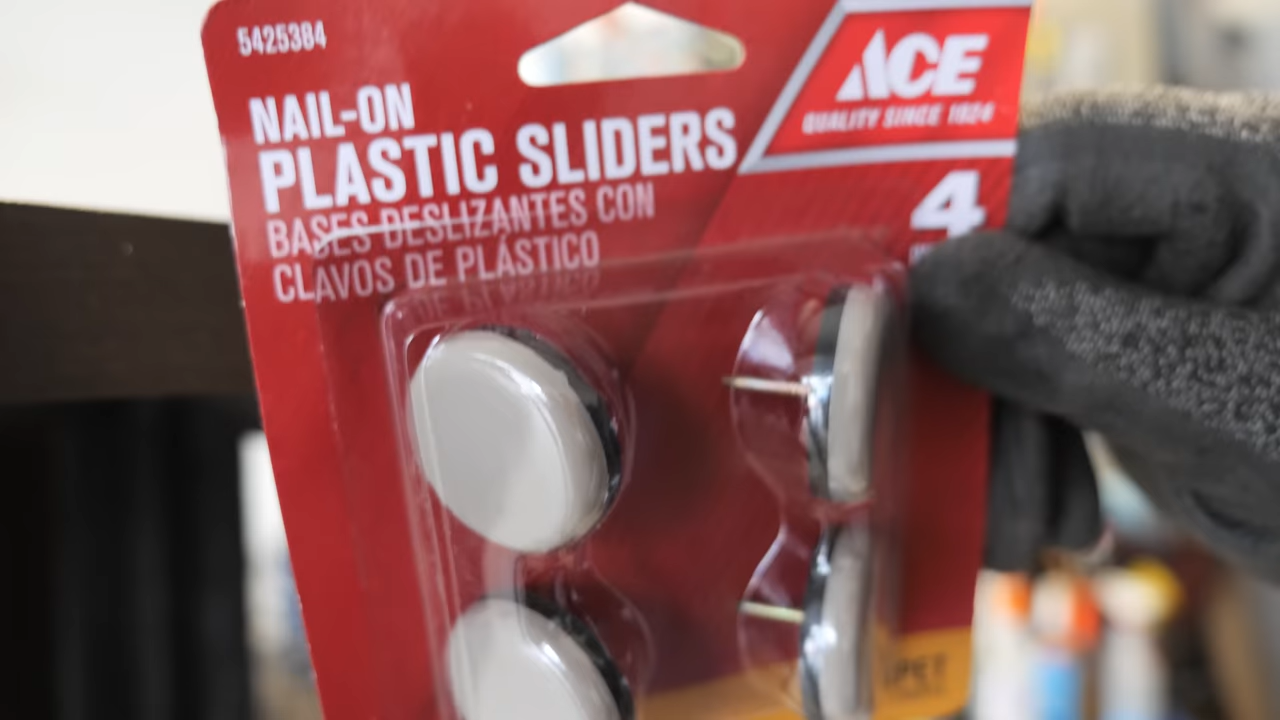 5425384
NAIL-ON
PLASTIC SLIDERS
BASES DESLIZANTES CON
CLAVOS DE PLÁSTICO
ACE
QUALITY SINCE 1924
4